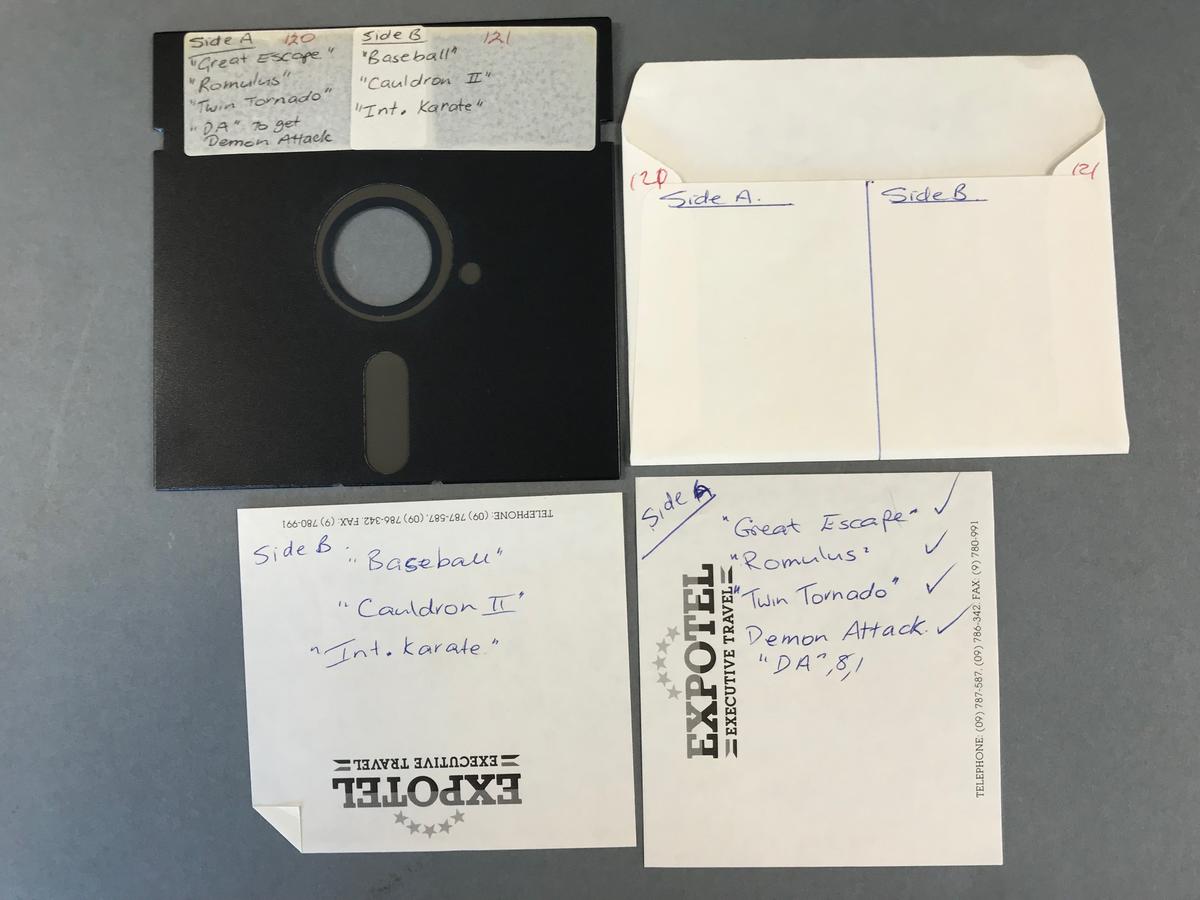 Side A 120
"Great Escape"
"Romulus"
"Twin Tornado"
"DA" To get
Demon Attack
Side B 121
"Baseball"
"Cauldron II"
"Int. Karate"
120
Side A.
121
Side B.
TELEPHONE: (09) 787-587. (09) 786-342. FAX: (9) 780-991
Side B: "Baseball"
"Cauldron II"
"Int. Karate"
EXPOTEL
EXECUTIVE TRAVEL
Side A
"Great Escape"
"Romulus"
"Twin Tornado"
Demon Attack.
"DA",8,1
EXPOTEL
EXECUTIVE TRAVEL
TELEPHONE: (09) 787-587. (09) 786-342. FAX: (9) 780-991